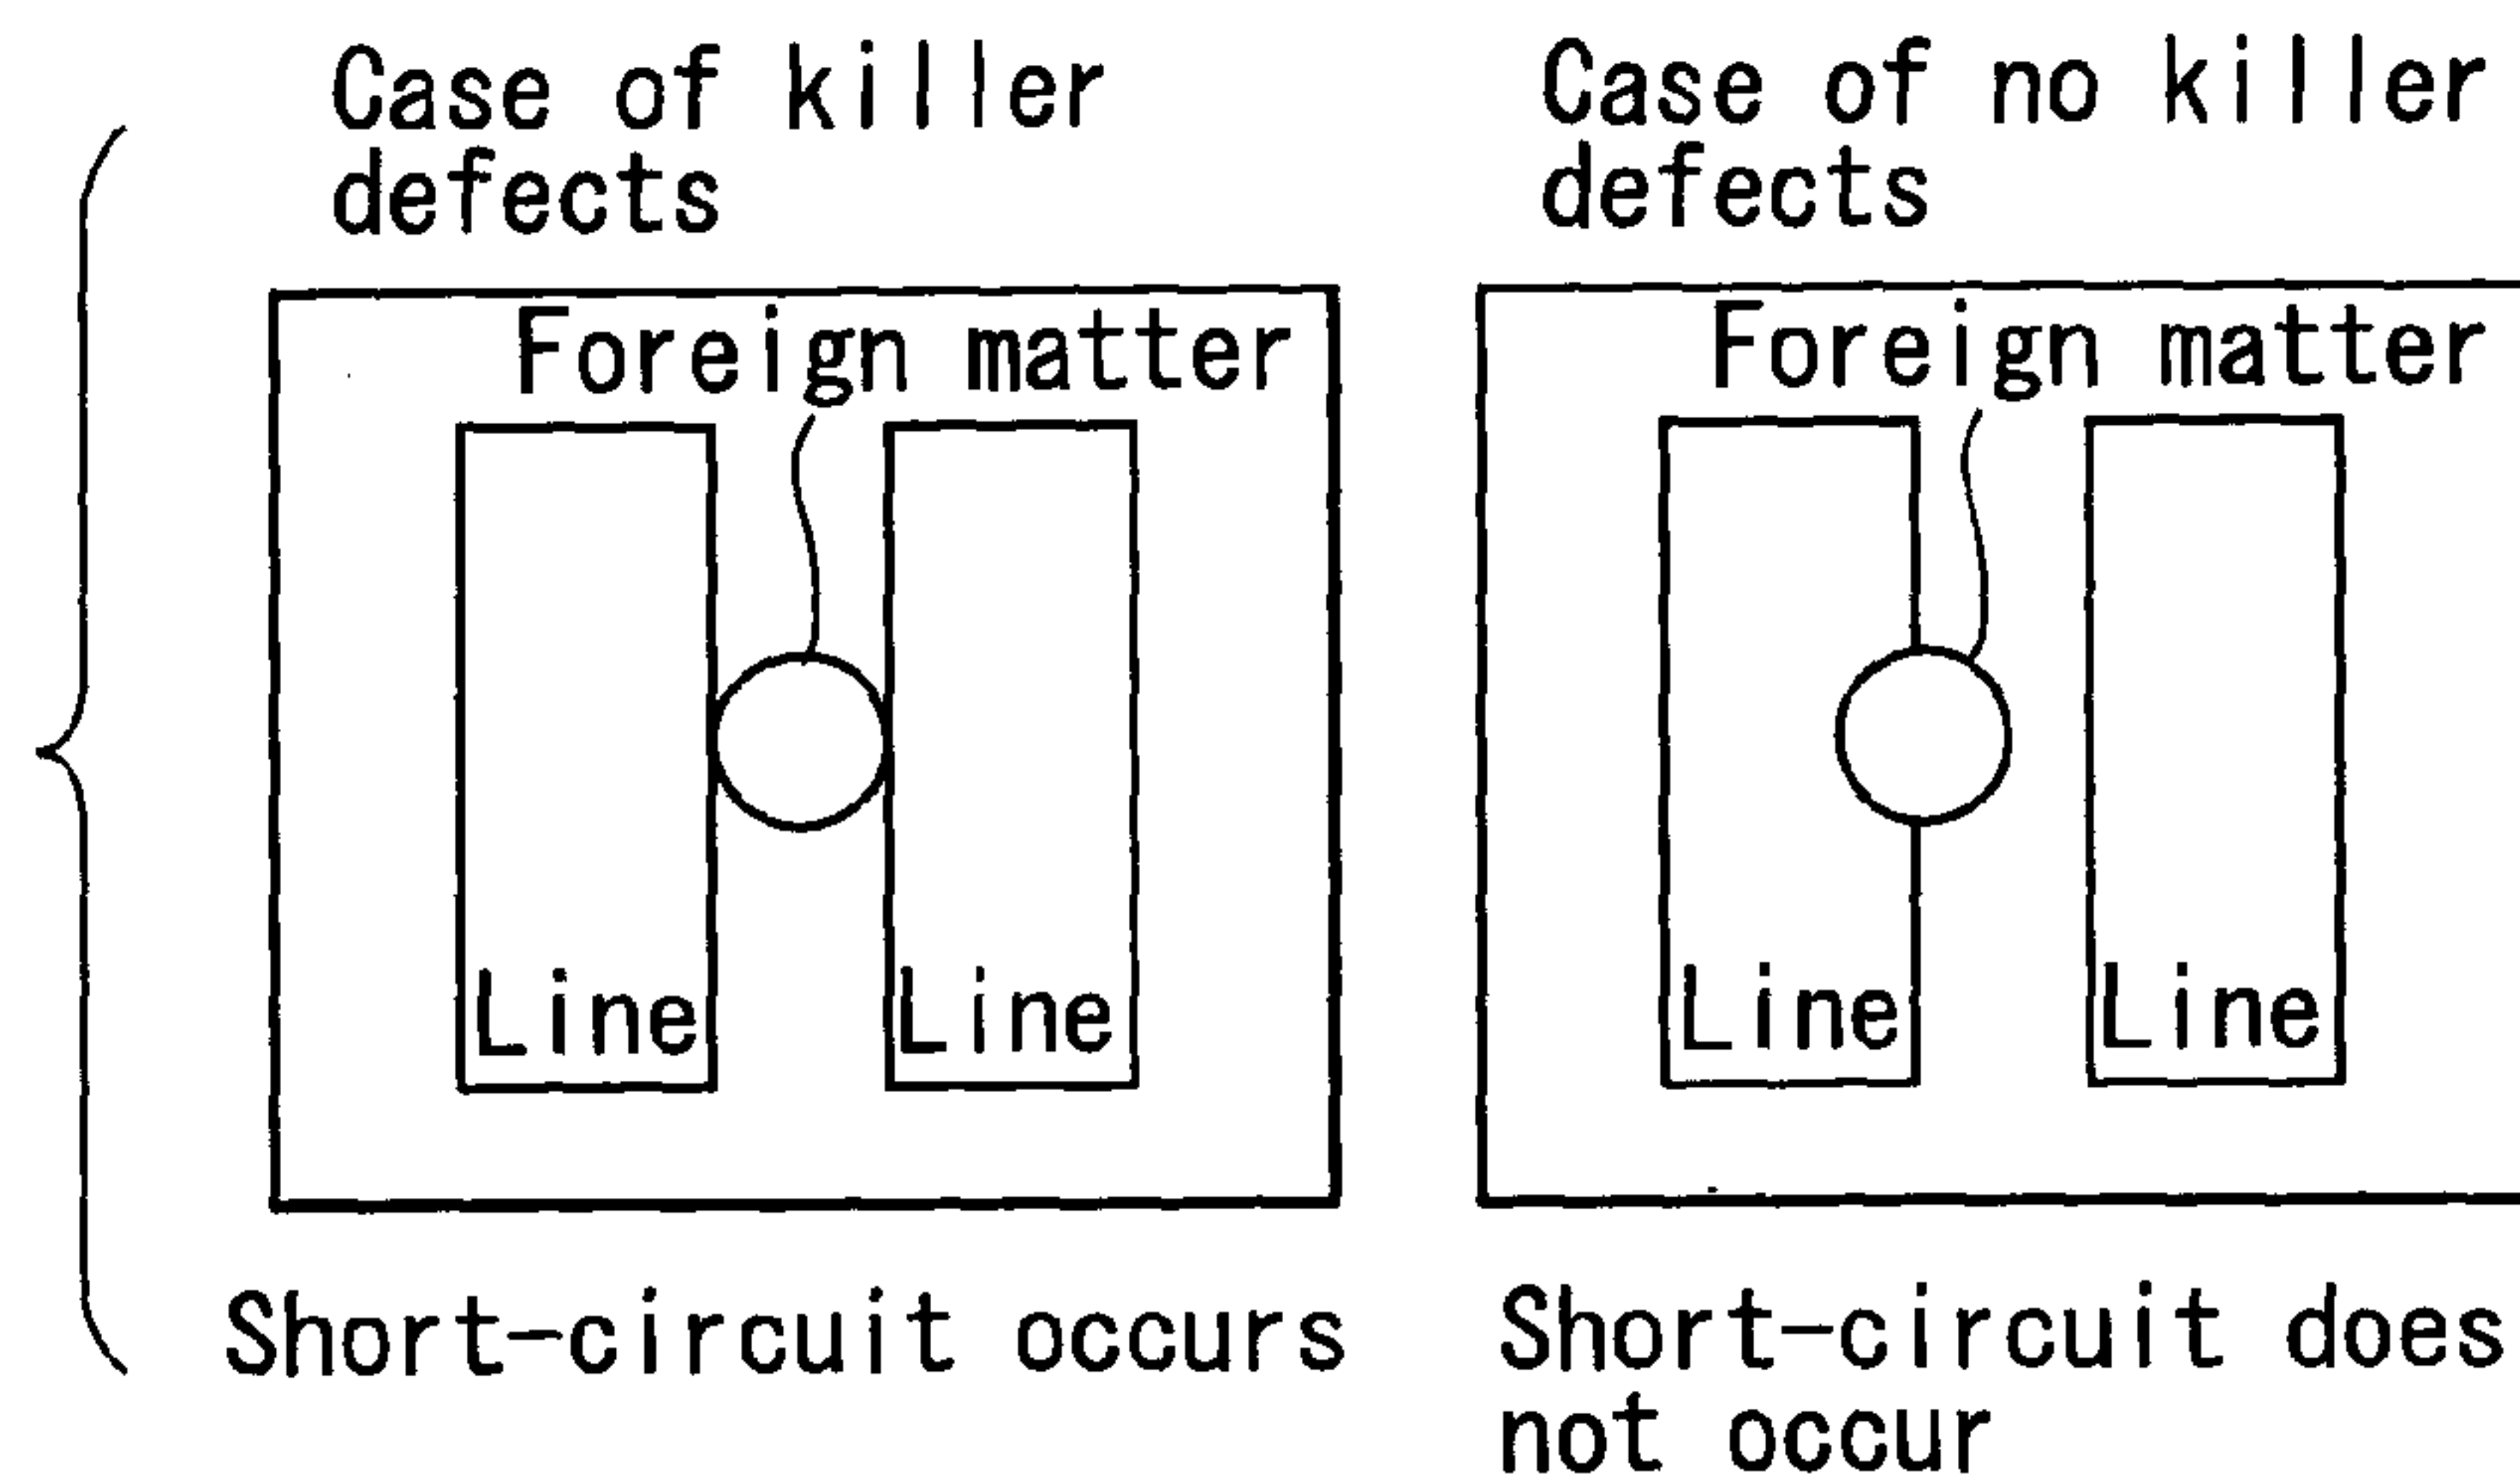 Case of killer
defects
Foreign matter
Line
Line
Short-circuit occurs
Case of no killer
defects
Foreign matter
Line
Line
Short-circuit does
not occur